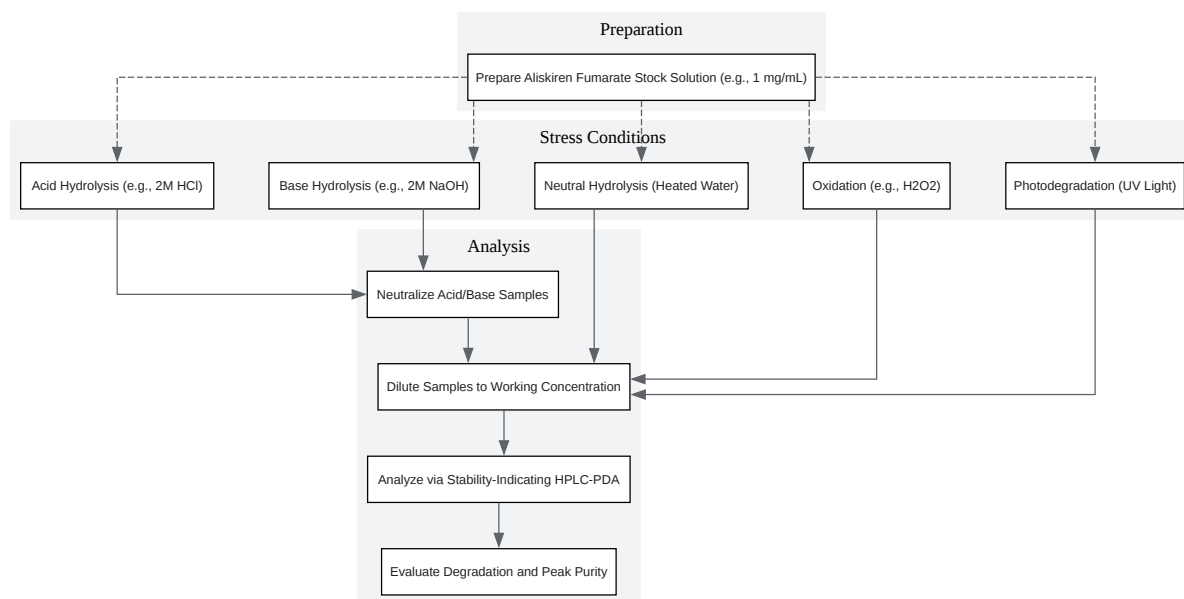 Preparation
Prepare Aliskiren Fumarate Stock Solution (e.g., 1 mg/mL)
Stress Conditions
Acid Hydrolysis (e.g., 2M HCl)
Base Hydrolysis (e.g., 2M NaOH)
Neutral Hydrolysis (Heated Water)
Oxidation (e.g., H2O2)
Photodegradation (UV Light)
Analysis
Neutralize Acid/Base Samples
Dilute Samples to Working Concentration
Analyze via Stability-Indicating HPLC-PDA
Evaluate Degradation and Peak Purity